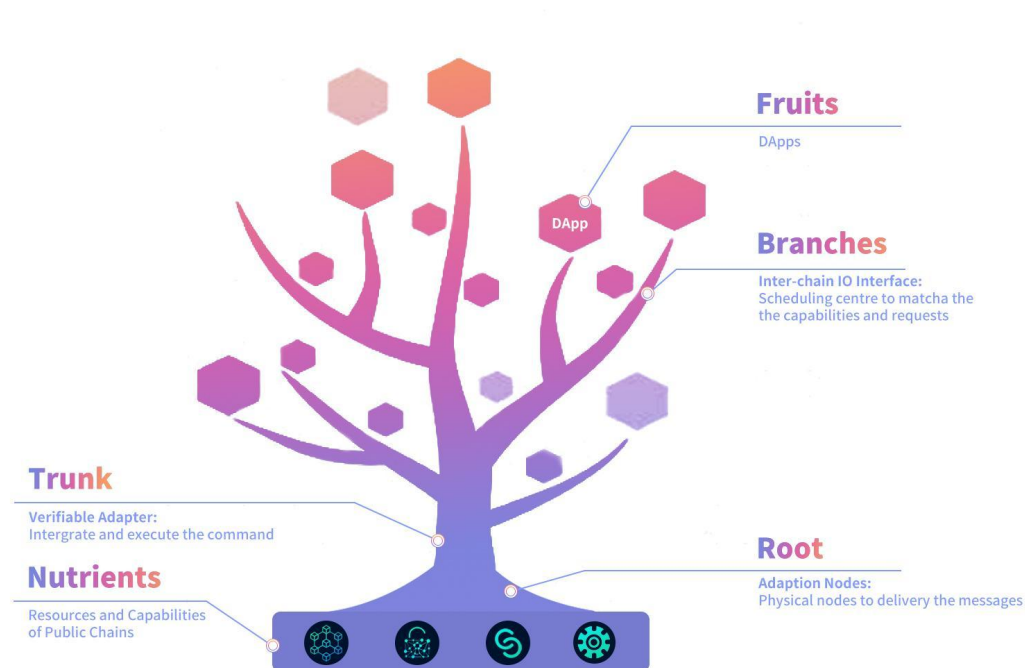 Fruits
DApps
DApp
Branches
Inter-chain IO Interface:
Scheduling centre to matcha the
the capabilities and requests
Trunk
Verifiable Adapter:
Intergrate and execute the command
Root
Adaption Nodes:
Physical nodes to delivery the messages
Nutrients
Resources and Capabilities
of Public Chains